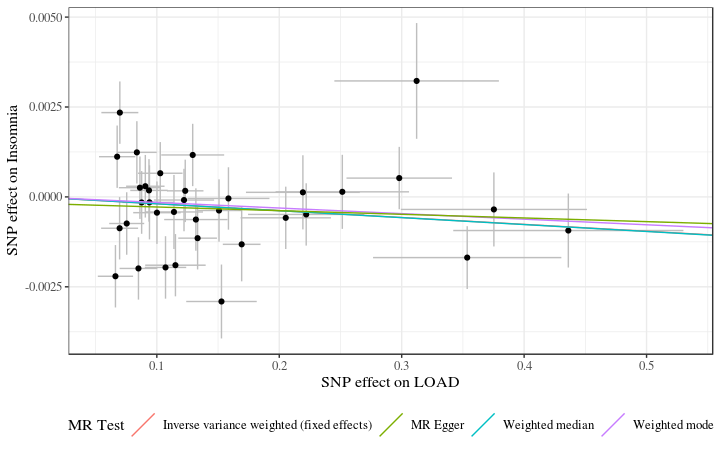 0.0050
0.0025
0.0000
-0.0025
SNP effect on Insomnia
0.1 0.2 0.3 0.4 0.5
SNP effect on LOAD
MR Test Inverse variance weighted (fixed effects) MR Egger Weighted median Weighted mode